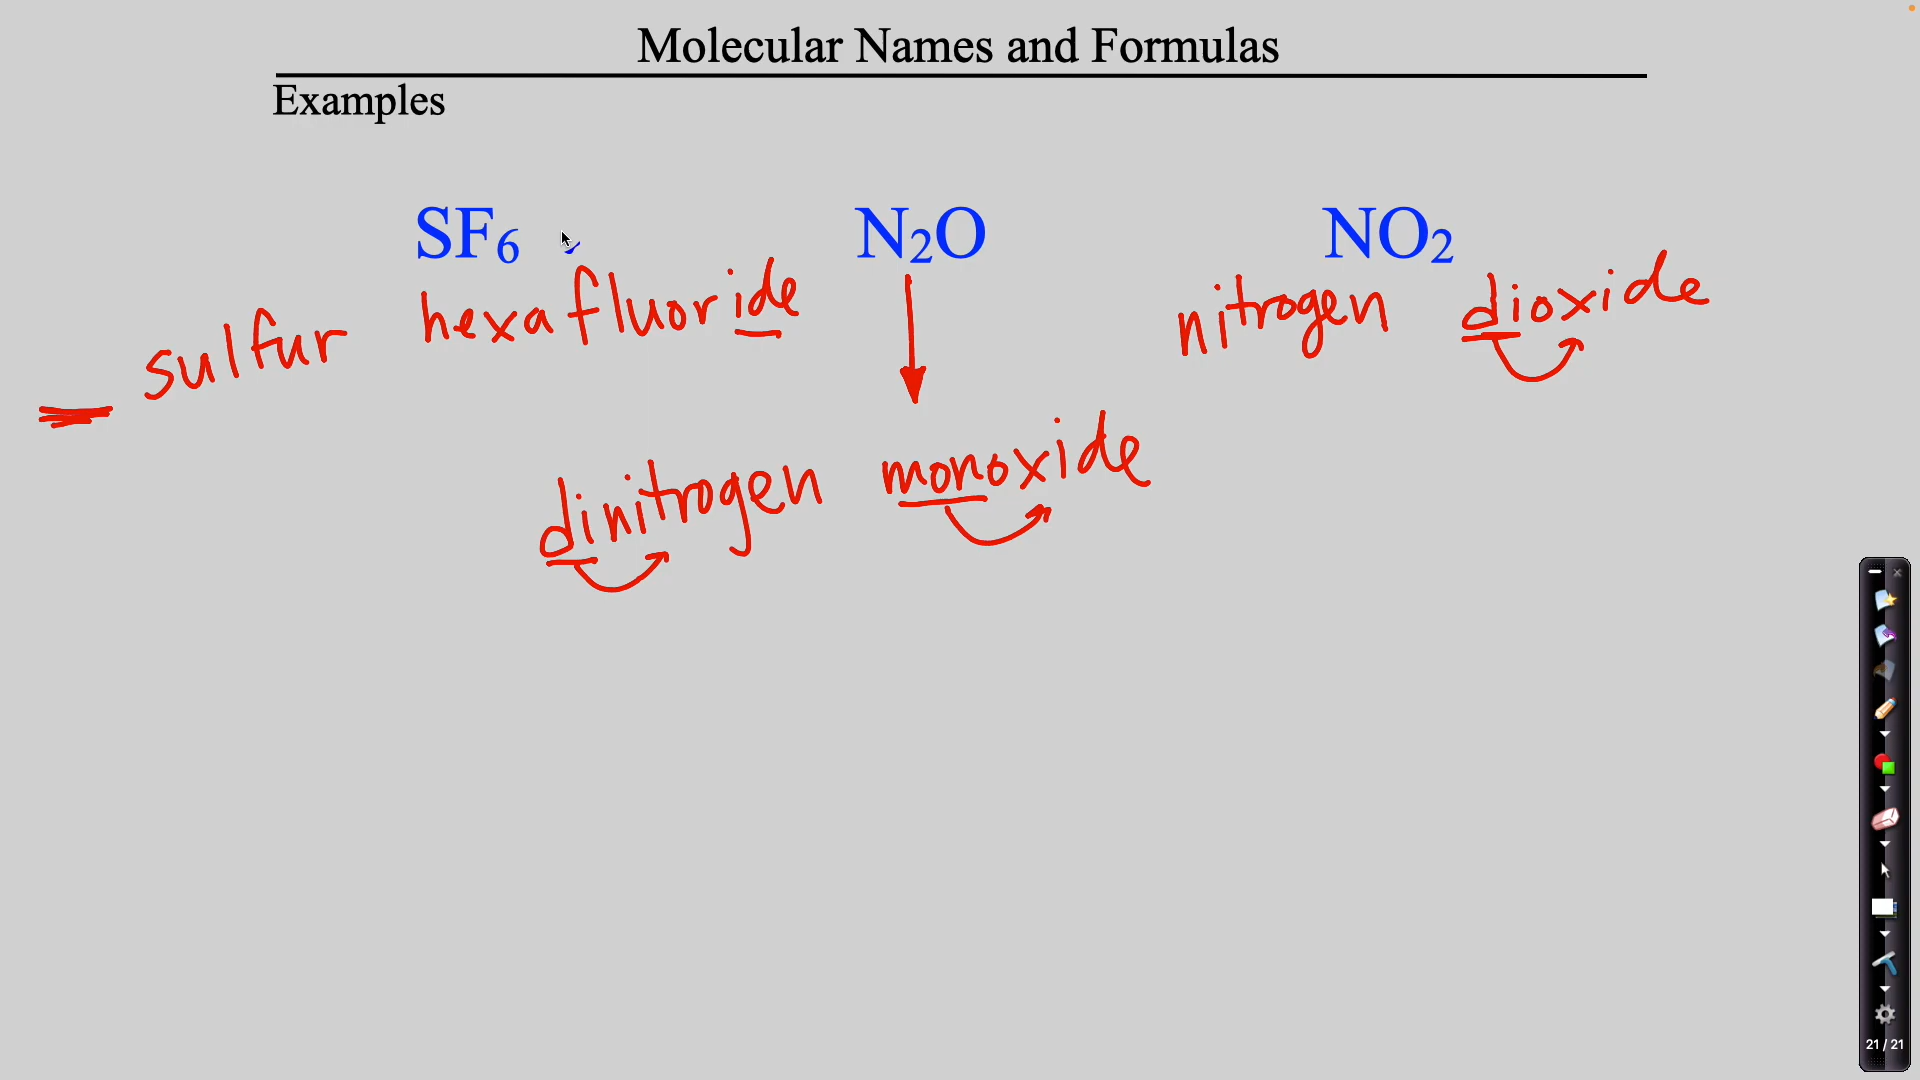 Molecular Names and Formulas
Examples
SF₆ N₂O NO₂
sulfur hexafluoride nitrogen dioxide
dinitrogen monoxide
21 / 21